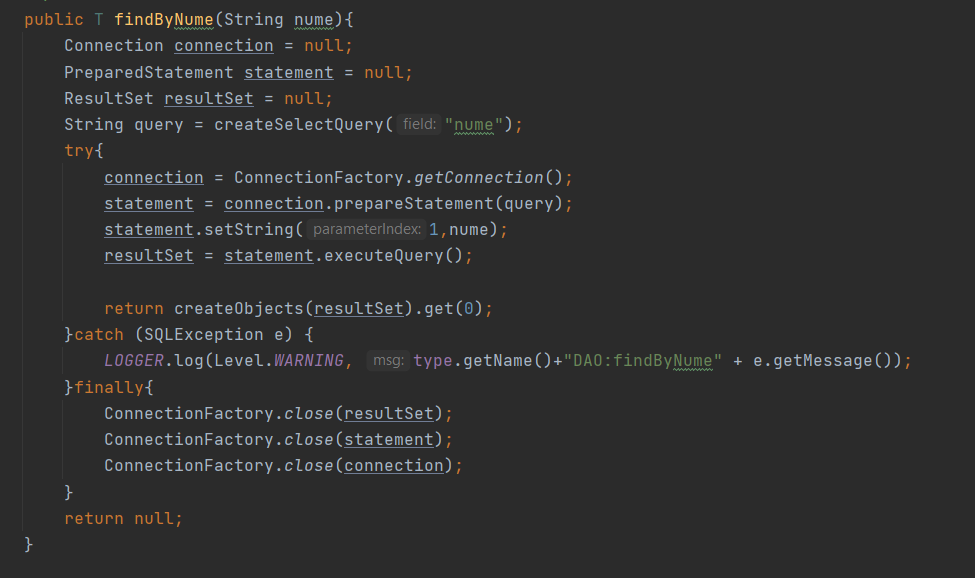 public T findByNume(String nume){
Connection connection = null;
PreparedStatement statement = null;
ResultSet resultSet = null;
String query = createSelectQuery( field: "nume");
try{
connection = ConnectionFactory.getConnection();
statement = connection.prepareStatement(query);
statement.setString( parameterIndex: 1,nume);
resultSet = statement.executeQuery();
return createObjects(resultSet).get(0);
}catch (SQLException e) {
LOGGER.log(Level.WARNING, msg: type.getName()+"DAO:findByNume" + e.getMessage());
}finally{
ConnectionFactory.close(resultSet);
ConnectionFactory.close(statement);
ConnectionFactory.close(connection);
}
return null;
}